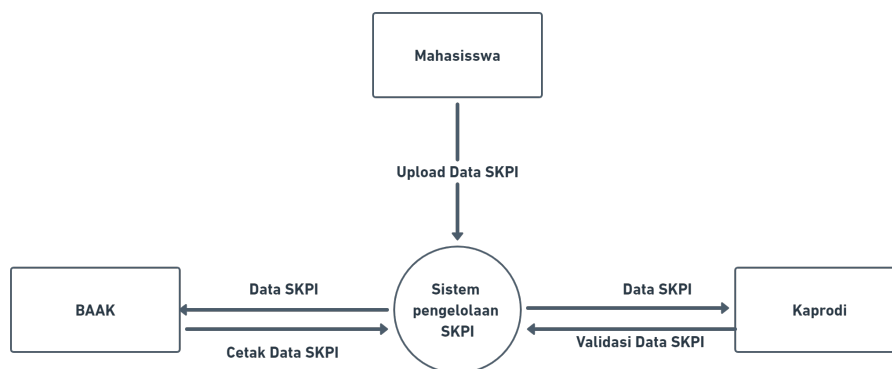 Mahasisswa
Upload Data SKPI
Data SKPI
Sistem
pengelolaan
SKPI
Data SKPI
BAAK
Kaprodi
Cetak Data SKPI
Validasi Data SKPI